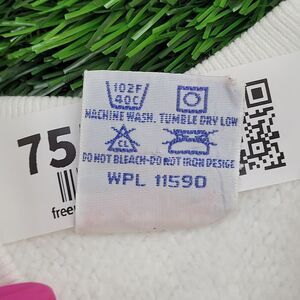 102F
40C
MACHINE WASH, TUMBLE DRY LOW
CL
DO NOT BLEACH-DO NOT IRON DESIGE
WPL 11590
75
free